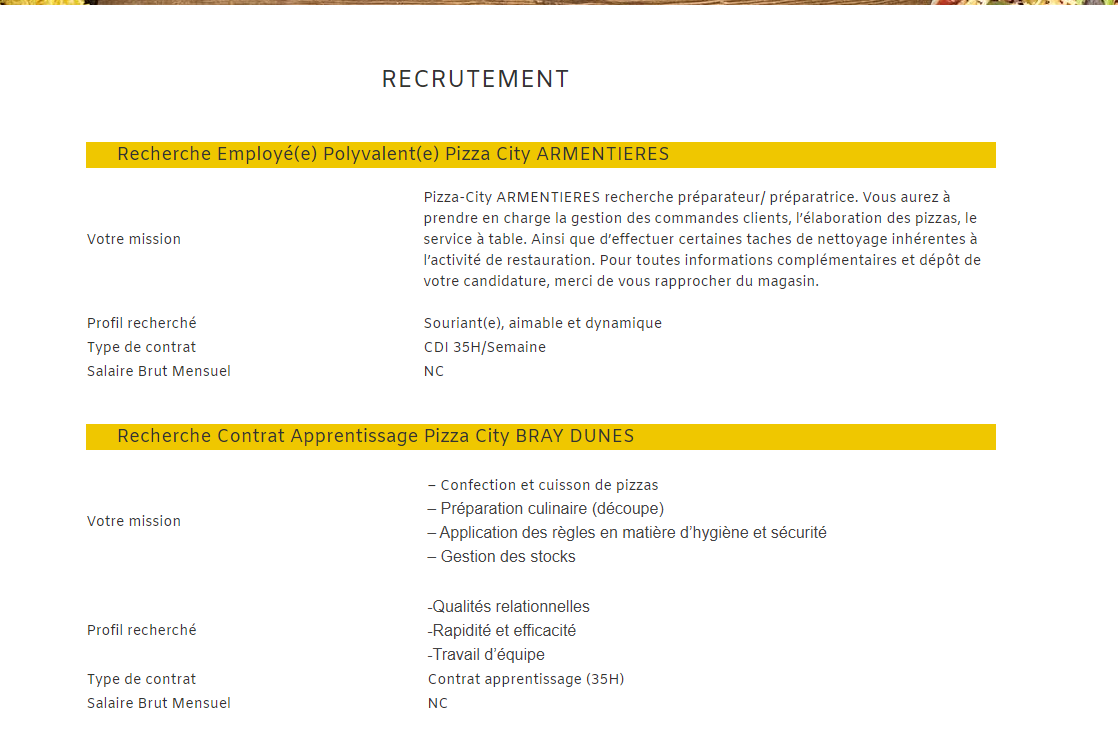 RECRUTEMENT
Recherche Employé(e) Polyvalent(e) Pizza City ARMENTIERES
Votre mission
Pizza-City ARMENTIERES recherche préparateur/ préparatrice. Vous aurez à
prendre en charge la gestion des commandes clients, l’élaboration des pizzas, le
service à table. Ainsi que d’effectuer certaines taches de nettoyage inhérentes à
l’activité de restauration. Pour toutes informations complémentaires et dépôt de
votre candidature, merci de vous rapprocher du magasin.
Profil recherché Souriant(e), aimable et dynamique
Type de contrat CDI 35H/Semaine
Salaire Brut Mensuel NC
Recherche Contrat Apprentissage Pizza City BRAY DUNES
Votre mission
– Confection et cuisson de pizzas
– Préparation culinaire (découpe)
– Application des règles en matière d’hygiène et sécurité
– Gestion des stocks
Profil recherché
-Qualités relationnelles
-Rapidité et efficacité
-Travail d’équipe
Type de contrat Contrat apprentissage (35H)
Salaire Brut Mensuel NC